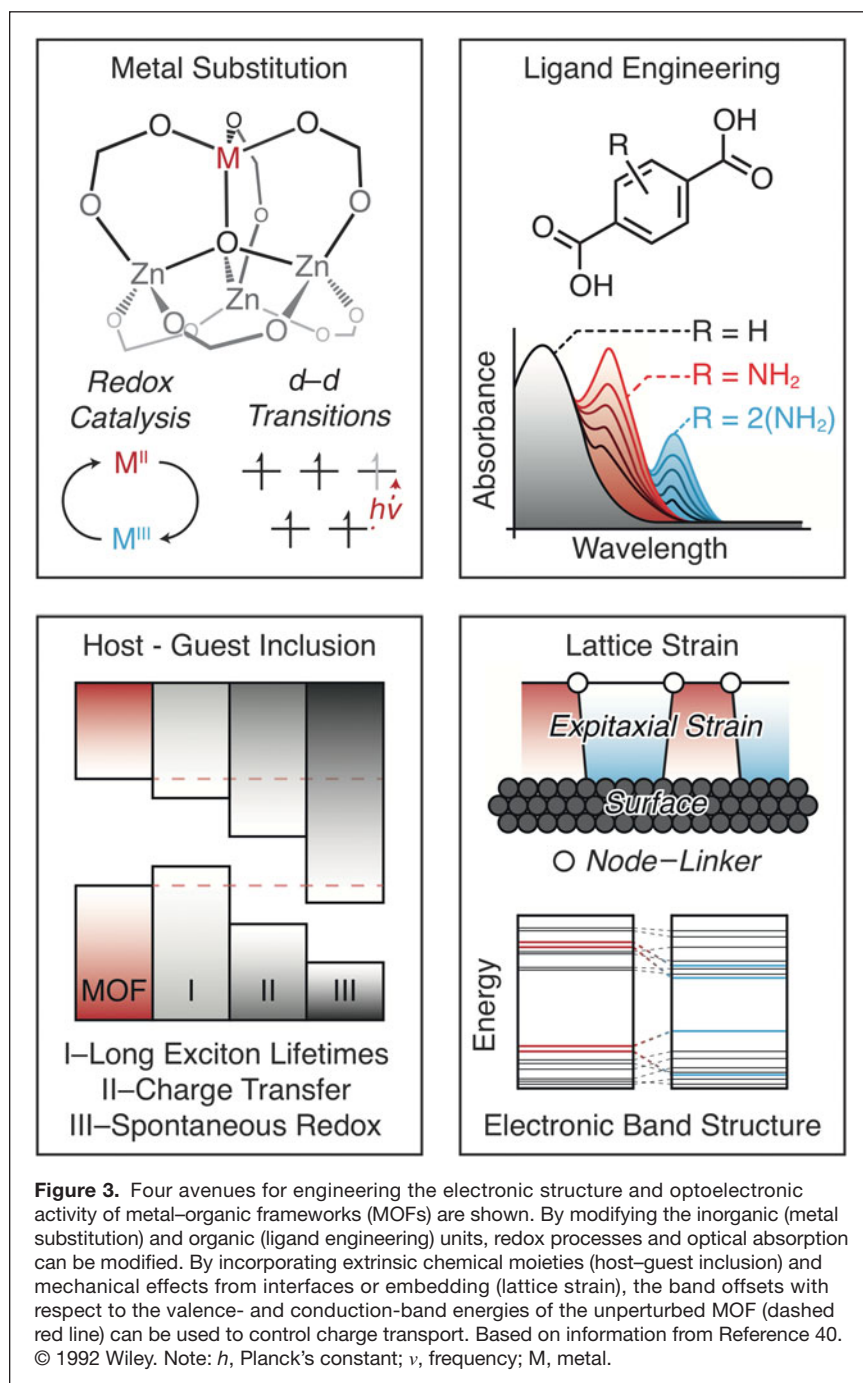 Metal Substitution
O
O
O
M
O
O
O
O
Zn
Zn
Zn
O
O
O
O
O
O
Redox
Catalysis
M^II
M^III
d–d
Transitions
hν
Ligand Engineering
R
OH
O
O
OH
R = H
R = NH₂
R = 2(NH₂)
Absorbance
Wavelength
Host - Guest Inclusion
MOF
I
II
III
I–Long Exciton Lifetimes
II–Charge Transfer
III–Spontaneous Redox
Lattice Strain
Expitaxial Strain
Surface
Node–Linker
Energy
Electronic Band Structure
Figure 3. Four avenues for engineering the electronic structure and optoelectronic
activity of metal–organic frameworks (MOFs) are shown. By modifying the inorganic (metal
substitution) and organic (ligand engineering) units, redox processes and optical absorption
can be modified. By incorporating extrinsic chemical moieties (host–guest inclusion) and
mechanical effects from interfaces or embedding (lattice strain), the band offsets with
respect to the valence- and conduction-band energies of the unperturbed MOF (dashed
red line) can be used to control charge transport. Based on information from Reference 40.
© 1992 Wiley. Note: h, Planck’s constant; ν, frequency; M, metal.